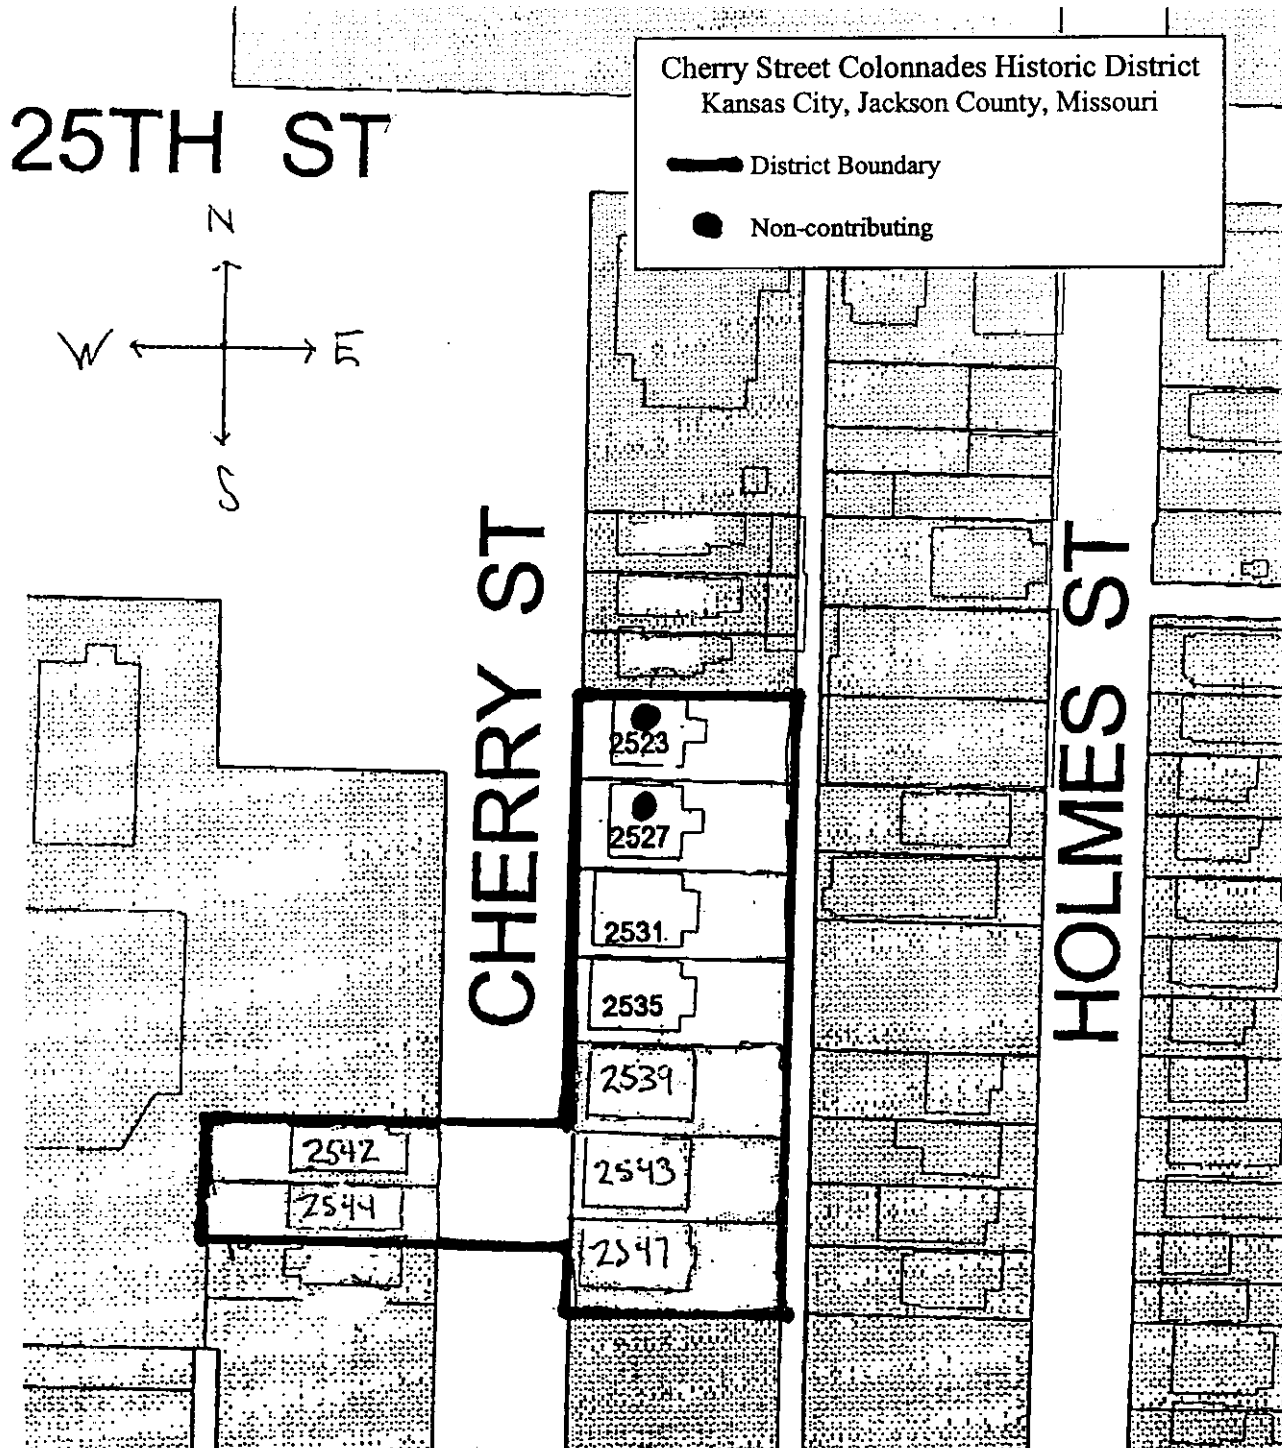 Cherry Street Colonnades Historic District
Kansas City, Jackson County, Missouri
District Boundary
Non-contributing
25TH ST
N
W E
S
CHERRY ST
HOLMES ST
2523
2527
2531
2535
2539
2542
2543
2544
2547